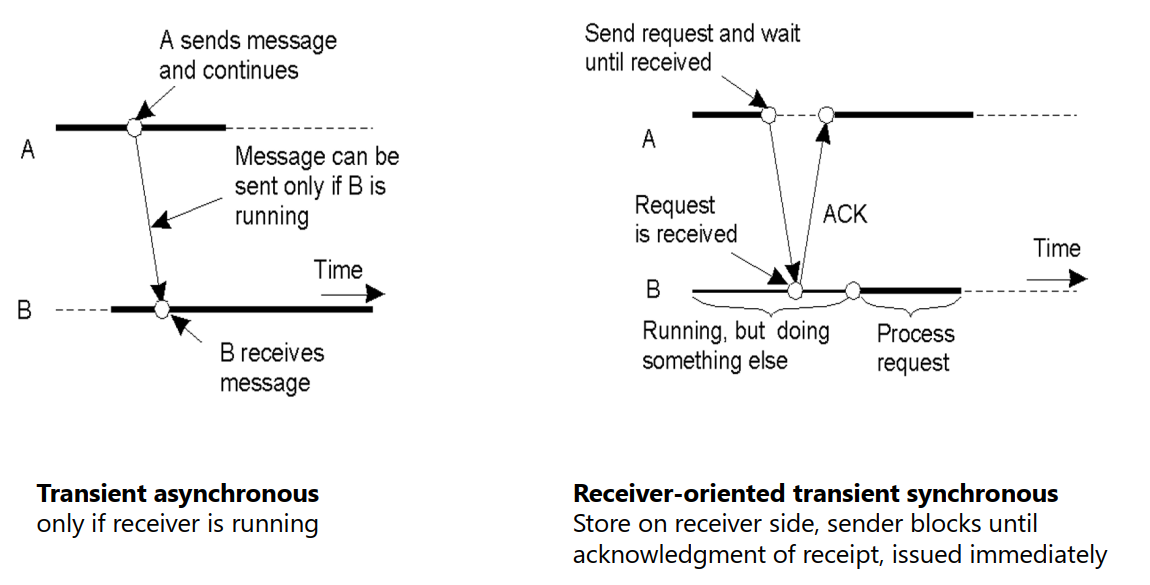 A sends message
and continues
A
Message can be
sent only if B is
running
Time
B
B receives
message
Transient asynchronous
only if receiver is running
Send request and wait
until received
A
Request
is received
ACK
Time
B
Running, but doing
something else
Process
request
Receiver-oriented transient synchronous
Store on receiver side, sender blocks until
acknowledgment of receipt, issued immediately